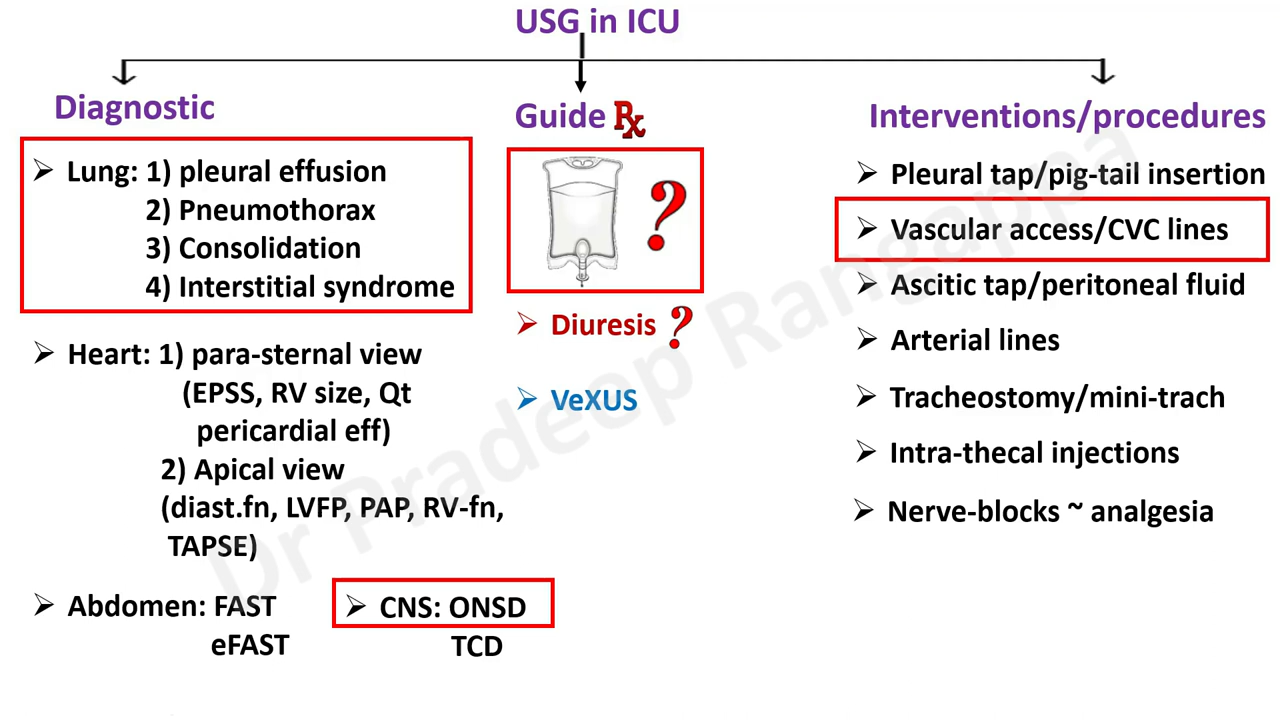 USG in ICU
Diagnostic
➢ Lung: 1) pleural effusion
2) Pneumothorax
3) Consolidation
4) Interstitial syndrome
➢ Heart: 1) para-sternal view
(EPSS, RV size, Qt
pericardial eff)
2) Apical view
(diast.fn, LVFP, PAP, RV-fn,
TAPSE)
➢ Abdomen: FAST
eFAST
➢ CNS: ONSD
TCD
Guide ℞
?
➢ Diuresis ?
➢ VeXUS
Interventions/procedures
➢ Pleural tap/pig-tail insertion
➢ Vascular access/CVC lines
➢ Ascitic tap/peritoneal fluid
➢ Arterial lines
➢ Tracheostomy/mini-trach
➢ Intra-thecal injections
➢ Nerve-blocks ~ analgesia
Dr Pradeep Rangappa